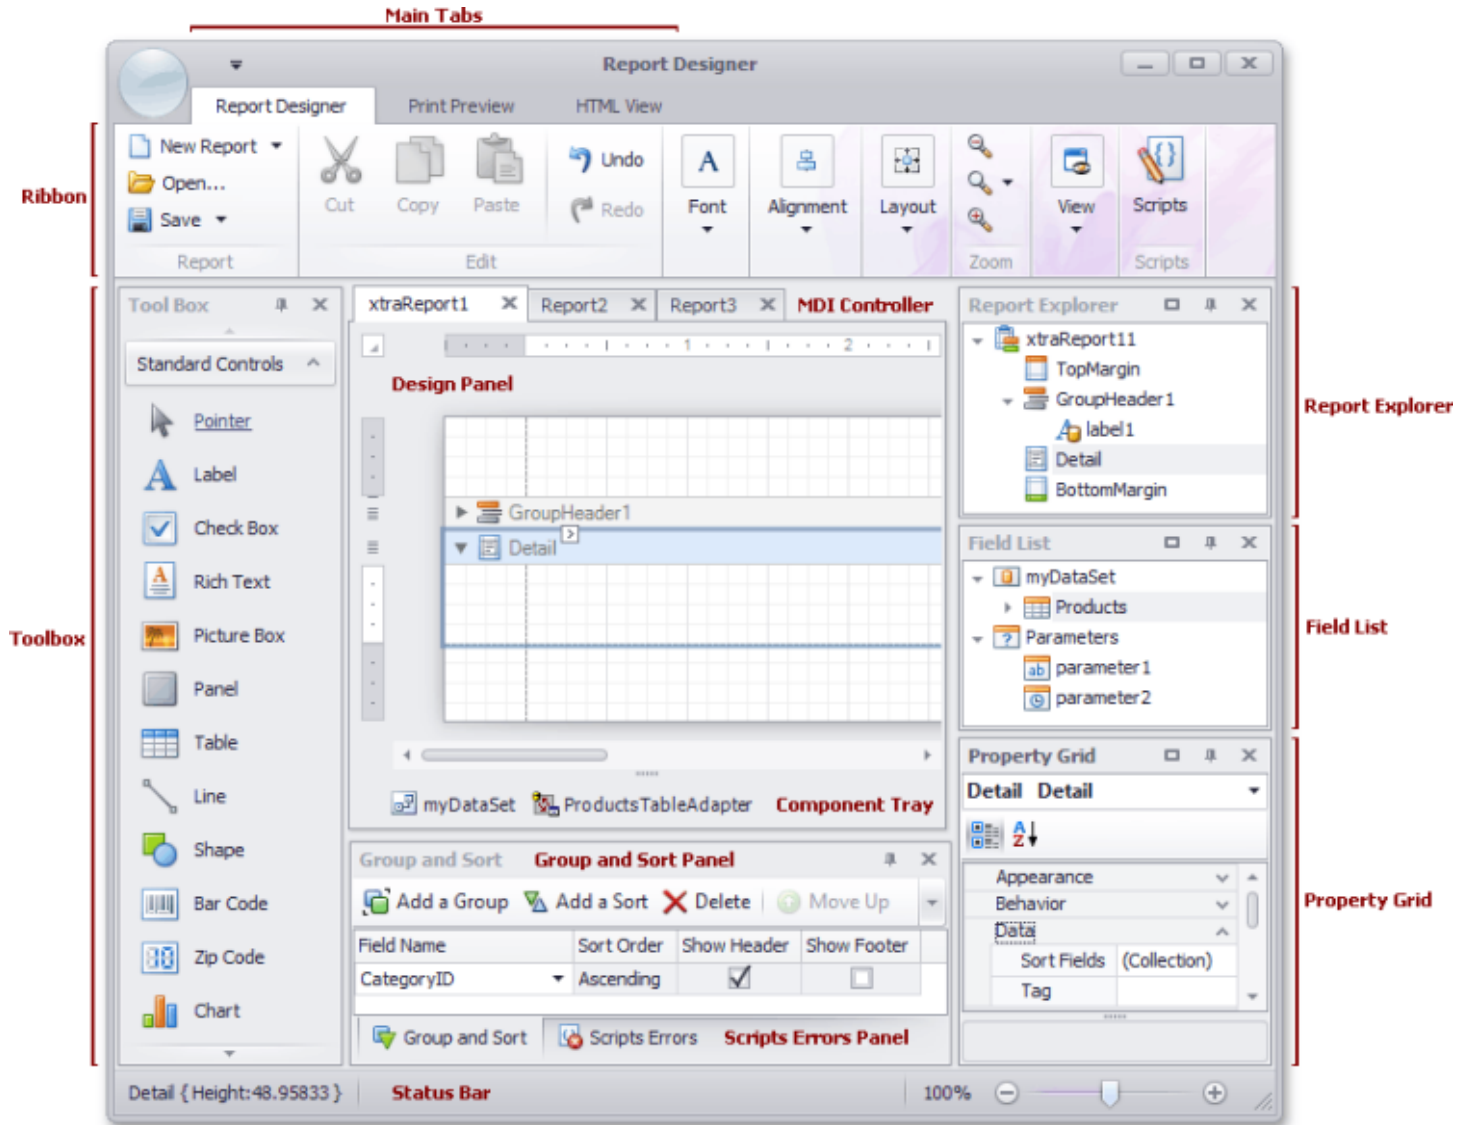 Main Tabs
Report Designer
Report Designer Print Preview HTML View
Ribbon
New Report
Open...
Save
Report
Cut Copy Paste
Undo
Redo
Edit
Font
Alignment
Layout
Zoom
View
Scripts
Scripts
Toolbox
Tool Box
Standard Controls
Pointer
Label
Check Box
Rich Text
Picture Box
Panel
Table
Line
Shape
Bar Code
Zip Code
Chart
xtraReport1 Report2 Report3 MDI Controller
1 2
Design Panel
GroupHeader1
Detail
myDataSet ProductsTableAdapter Component Tray
Group and Sort Group and Sort Panel
Add a Group Add a Sort Delete Move Up
Field Name Sort Order Show Header Show Footer
CategoryID Ascending
Group and Sort Scripts Errors Scripts Errors Panel
Report Explorer
xtraReport11
TopMargin
GroupHeader1
label1
Detail
BottomMargin
Report Explorer
Field List
myDataSet
Products
Parameters
parameter1
parameter2
Field List
Property Grid
Detail Detail
Appearance
Behavior
Data
Sort Fields (Collection)
Tag
Property Grid
Detail { Height:48.95833 } Status Bar 100%